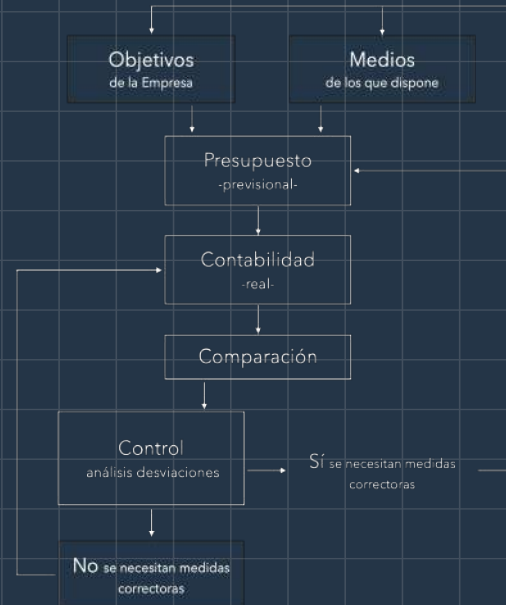 Objetivos
de la Empresa
Medios
de los que dispone
Presupuesto
-previsional-
Contabilidad
-real-
Comparación
Control
análisis desviaciones
Sí se necesitan medidas
correctoras
No se necesitan medidas
correctoras